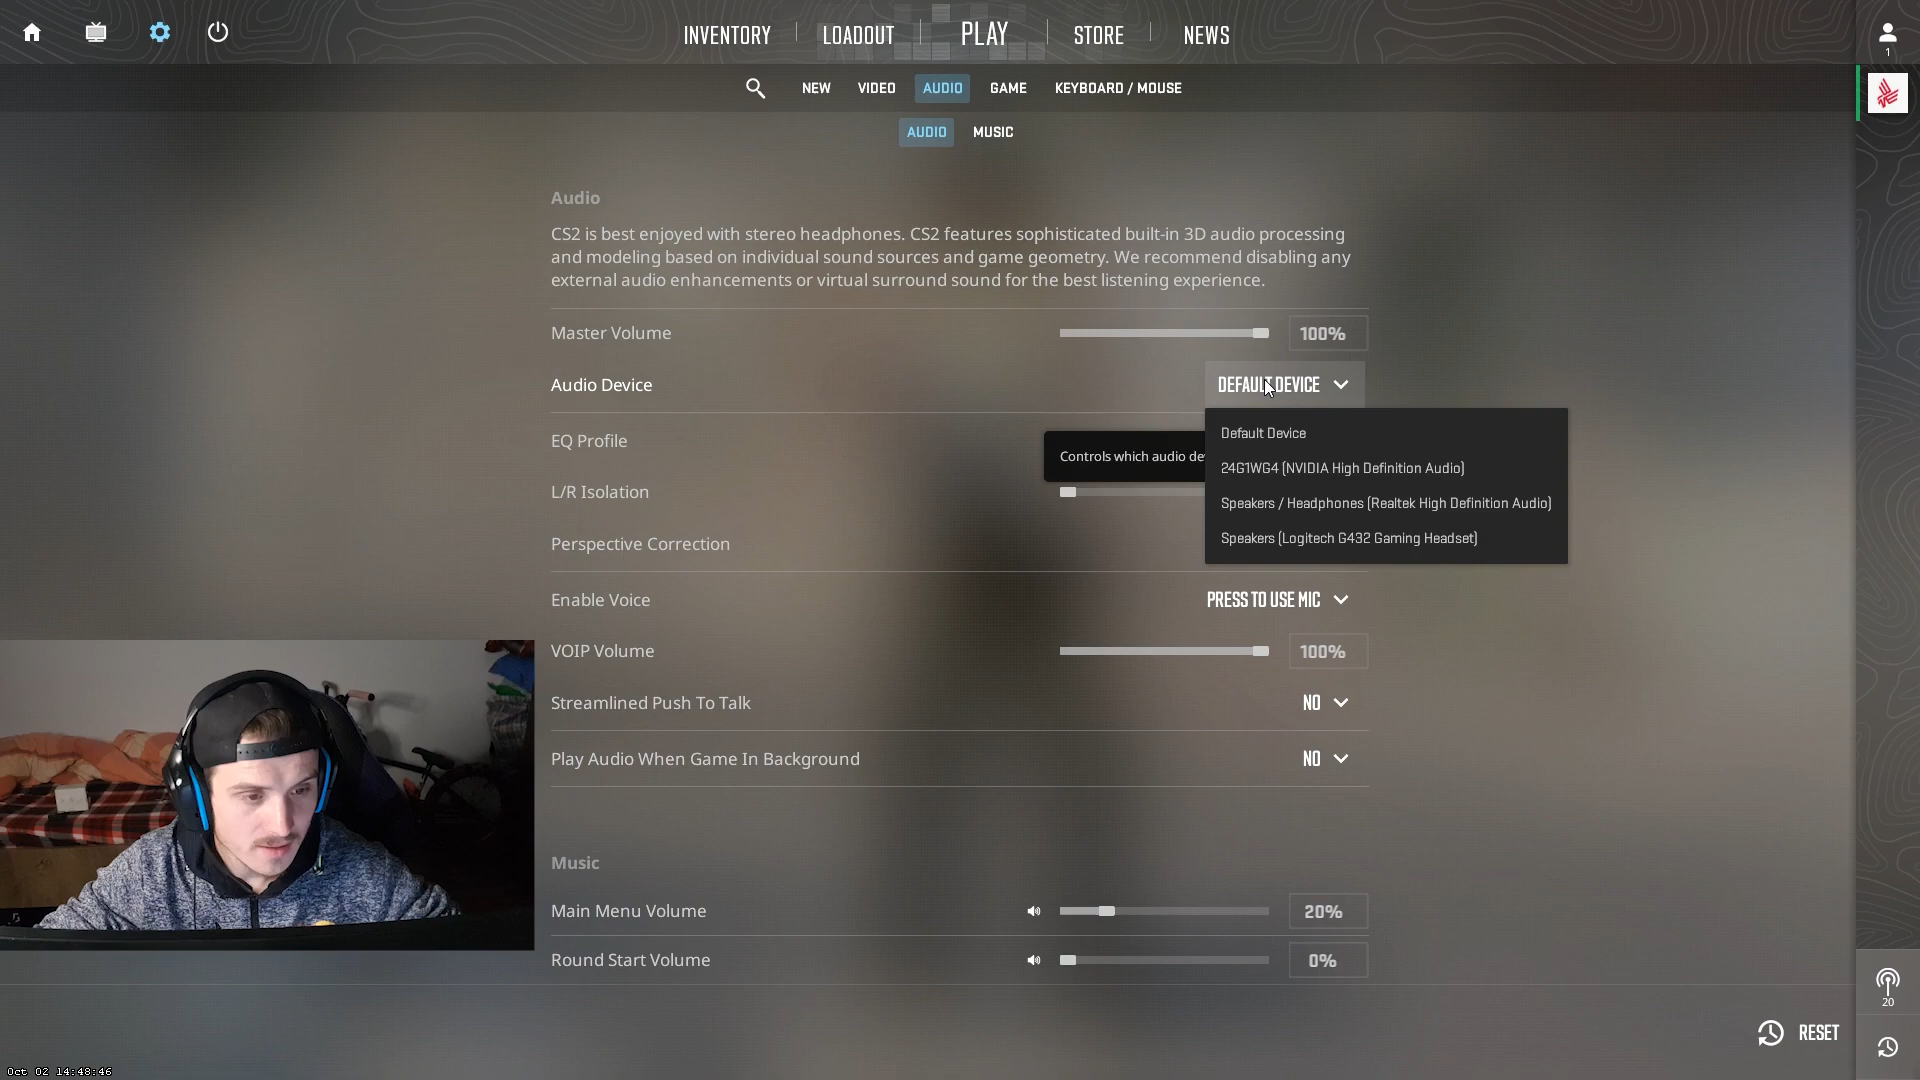 INVENTORY
LOADOUT
PLAY
STORE
NEWS
1
NEW
VIDEO
AUDIO
GAME
KEYBOARD / MOUSE
AUDIO
MUSIC
Audio
CS2 is best enjoyed with stereo headphones. CS2 features sophisticated built-in 3D audio processing
and modeling based on individual sound sources and game geometry. We recommend disabling any
external audio enhancements or virtual surround sound for the best listening experience.
Master Volume
100%
Audio Device
DEFAULT DEVICE
Default Device
24G1WG4 (NVIDIA High Definition Audio)
Speakers / Headphones (Realtek High Definition Audio)
Speakers (Logitech G432 Gaming Headset)
EQ Profile
Controls which audio de
L/R Isolation
Perspective Correction
Enable Voice
PRESS TO USE MIC
VOIP Volume
100%
Streamlined Push To Talk
NO
Play Audio When Game In Background
NO
Music
Main Menu Volume
20%
Round Start Volume
0%
20
RESET
Oct 02 14:48:46